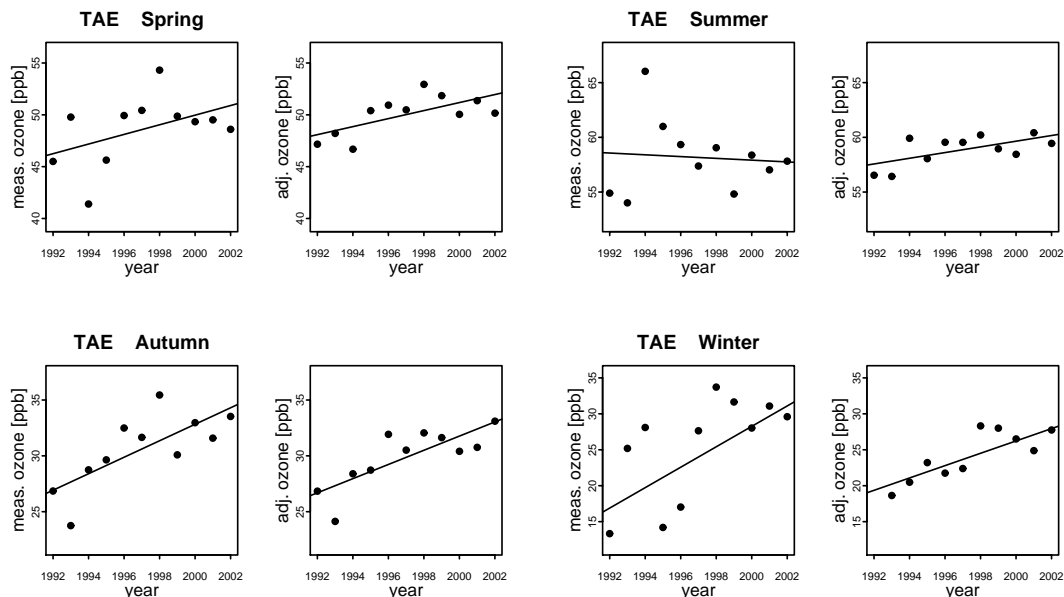 TAE Spring
meas. ozone [ppb]
40 45 50 55
1992 1994 1996 1998 2000 2002
year
adj. ozone [ppb]
40 45 50 55
1992 1994 1996 1998 2000 2002
year
TAE Summer
meas. ozone [ppb]
55 60 65
1992 1994 1996 1998 2000 2002
year
adj. ozone [ppb]
55 60 65
1992 1994 1996 1998 2000 2002
year
TAE Autumn
meas. ozone [ppb]
25 30 35
1992 1994 1996 1998 2000 2002
year
adj. ozone [ppb]
25 30 35
1992 1994 1996 1998 2000 2002
year
TAE Winter
meas. ozone [ppb]
15 20 25 30 35
1992 1994 1996 1998 2000 2002
year
adj. ozone [ppb]
15 20 25 30 35
1992 1994 1996 1998 2000 2002
year